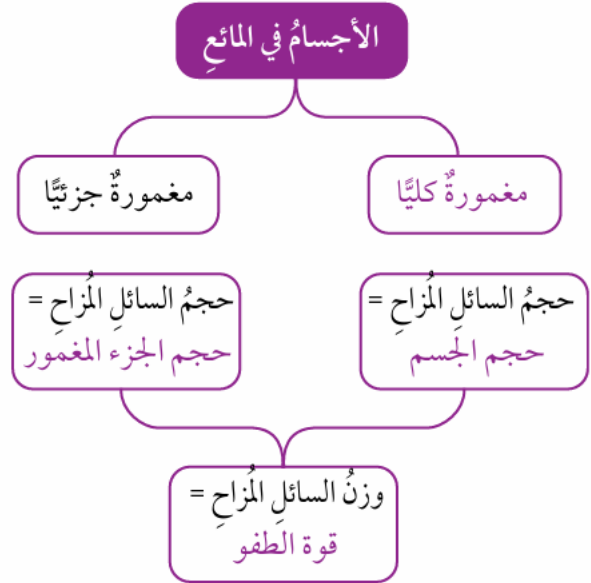 الأجسامُ في المائعِ
مغمورةٌ كليًّا
مغمورةٌ جزئيًّا
حجمُ السائلِ المُزاحِ =
حجم الجسم
حجمُ السائلِ المُزاحِ =
حجم الجزء المغمور
وزنُ السائلِ المُزاحِ =
قوة الطفو